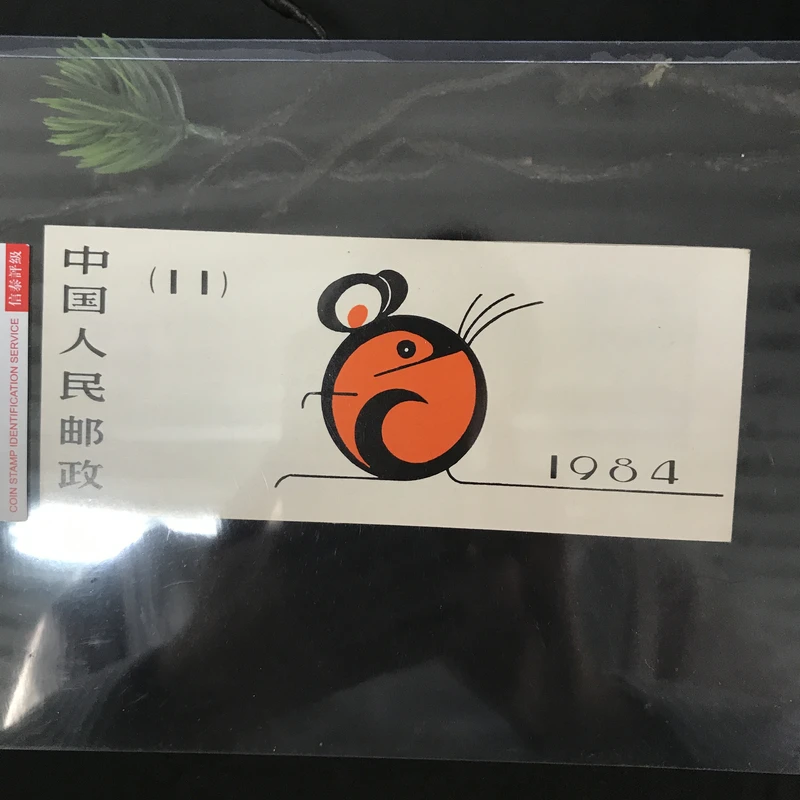 信泰評級
COIN STAMP IDENTIFICATION SERVICE
中国人民邮政
(11)
1984